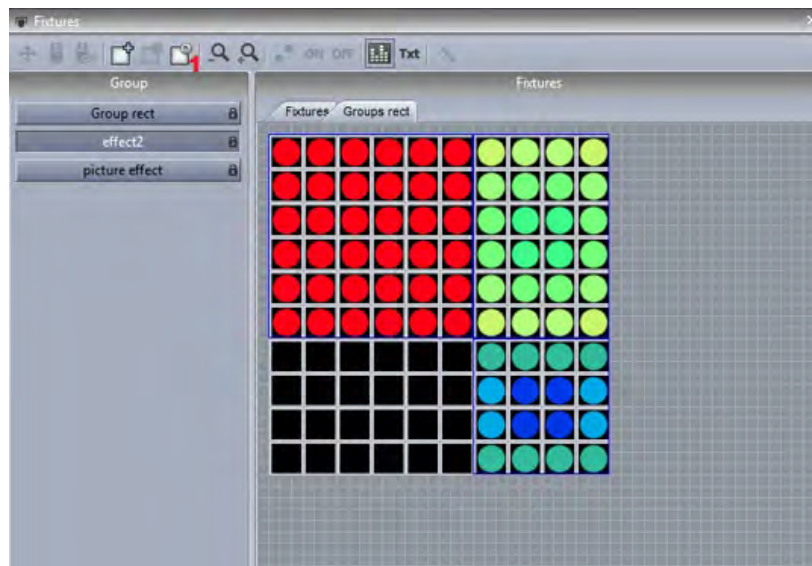 Fixtures
ON OFF Txt
1
Group
Fixtures
Group rect
effect2
picture effect
Fixtures
Groups rect